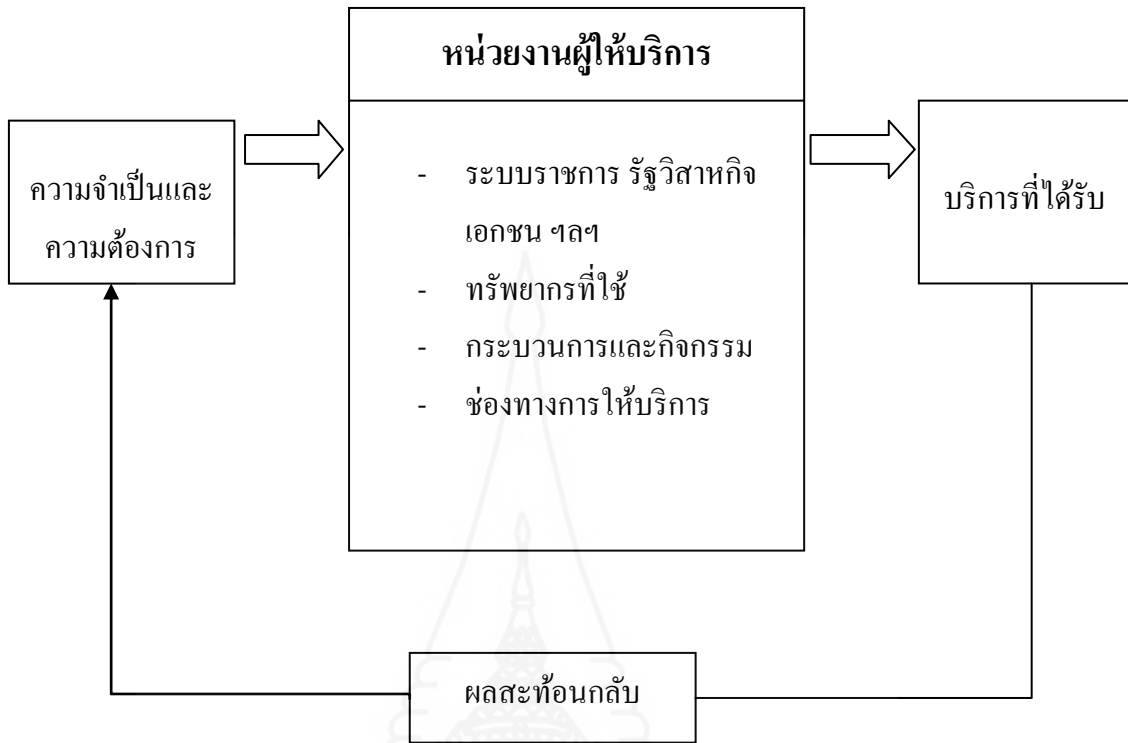 หน่วยงานผู้ให้บริการ
ความจำเป็นและ
ความต้องการ
- ระบบราชการ รัฐวิสาหกิจ
เอกชน ฯลฯ
- ทรัพยากรที่ใช้
- กระบวนการและกิจกรรม
- ช่องทางการให้บริการ
บริการที่ได้รับ
ผลสะท้อนกลับ